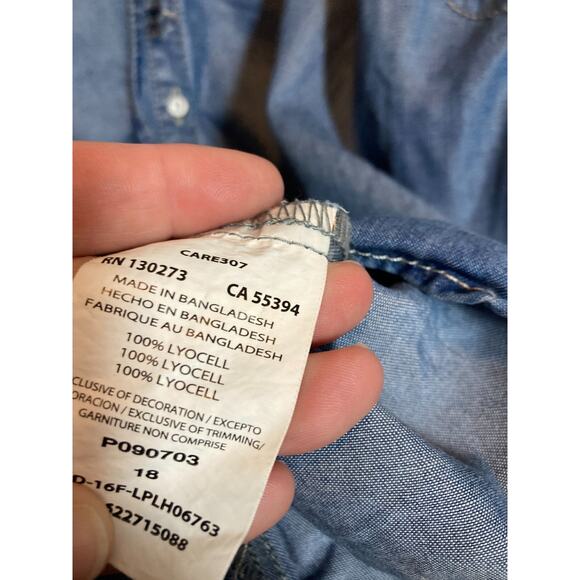 CARE307
RN 130273 CA 55394
MADE IN BANGLADESH
HECHO EN BANGLADESH
FABRIQUE AU BANGLADESH
100% LYOCELL
100% LYOCELL
100% LYOCELL
CLUSIVE OF DECORATION / EXCEPTO
ORACION / EXCLUSIVE OF TRIMMING/
GARNITURE NON COMPRISE
P090703
18
D-16F-LPLH06763
622715088